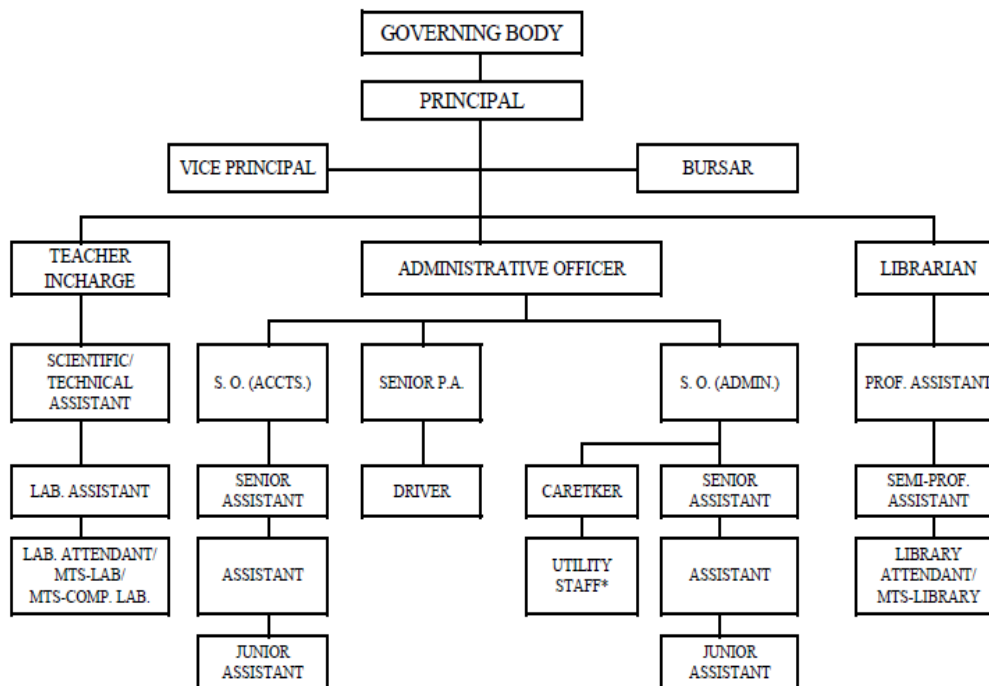 GOVERNING BODY
PRINCIPAL
VICE PRINCIPAL
BURSAR
TEACHER
INCHARGE
ADMINISTRATIVE OFFICER
LIBRARIAN
SCIENTIFIC/
TECHNICAL
ASSISTANT
S. O. (ACCTS.)
SENIOR P.A.
S. O. (ADMIN.)
PROF. ASSISTANT
LAB. ASSISTANT
SENIOR
ASSISTANT
DRIVER
CARETKER
SENIOR
ASSISTANT
SEMI-PROF.
ASSISTANT
LAB. ATTENDANT/
MTS-LAB/
MTS-COMP. LAB.
ASSISTANT
UTILITY
STAFF*
ASSISTANT
LIBRARY
ATTENDANT/
MTS-LIBRARY
JUNIOR
ASSISTANT
JUNIOR
ASSISTANT